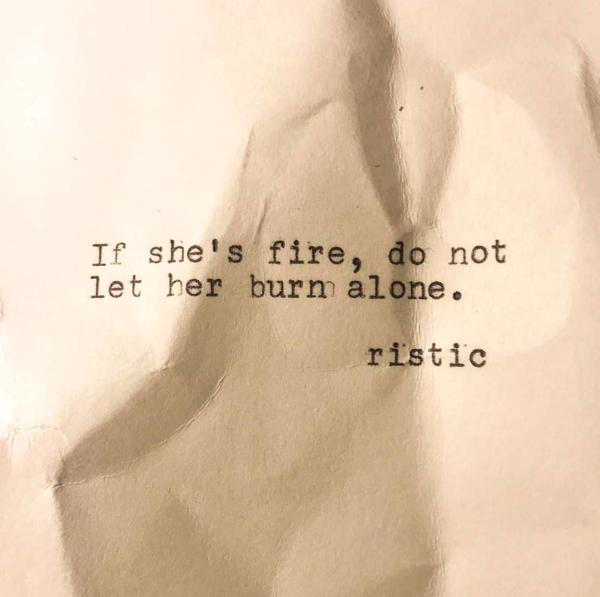 If she's fire, do not
let her burn alone.
ristic